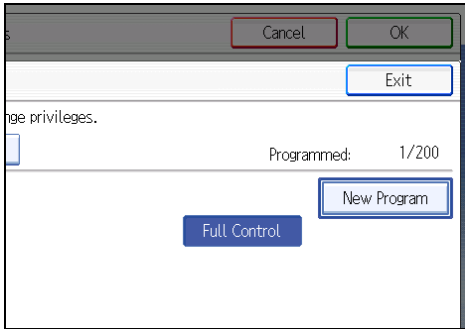 s Cancel OK
Exit
nge privileges.
Programmed: 1/200
New Program
Full Control